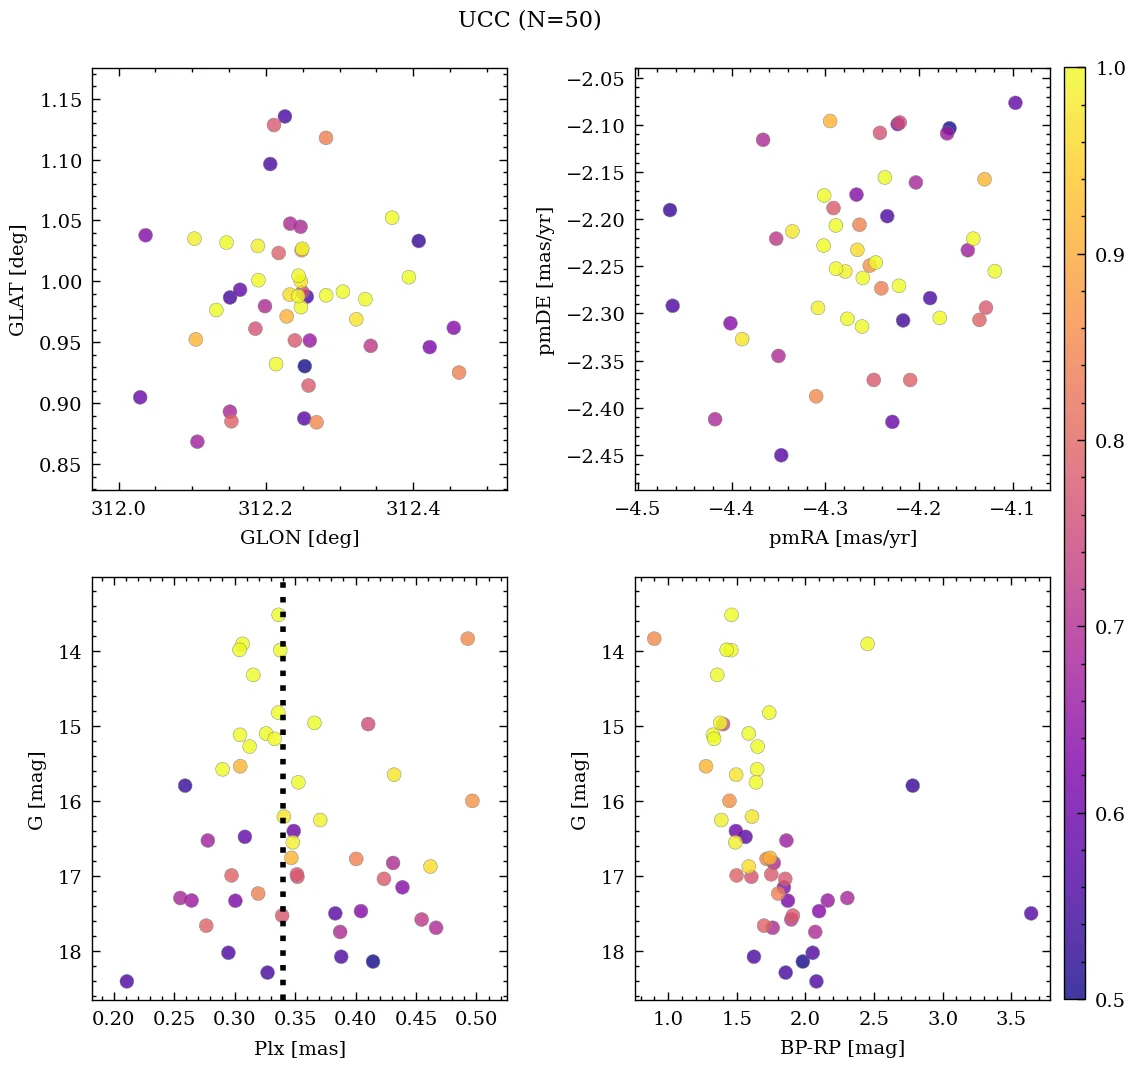 UCC (N=50)
1.15
1.10
1.05
1.00
0.95
0.90
0.85
GLAT [deg]
312.0 312.2 312.4
GLON [deg]
−2.05
−2.10
−2.15
−2.20
−2.25
−2.30
−2.35
−2.40
−2.45
pmDE [mas/yr]
−4.5 −4.4 −4.3 −4.2 −4.1
pmRA [mas/yr]
1.0
0.9
0.8
0.7
0.6
0.5
14
15
16
17
18
G [mag]
0.20 0.25 0.30 0.35 0.40 0.45 0.50
Plx [mas]
14
15
16
17
18
G [mag]
1.0 1.5 2.0 2.5 3.0 3.5
BP-RP [mag]